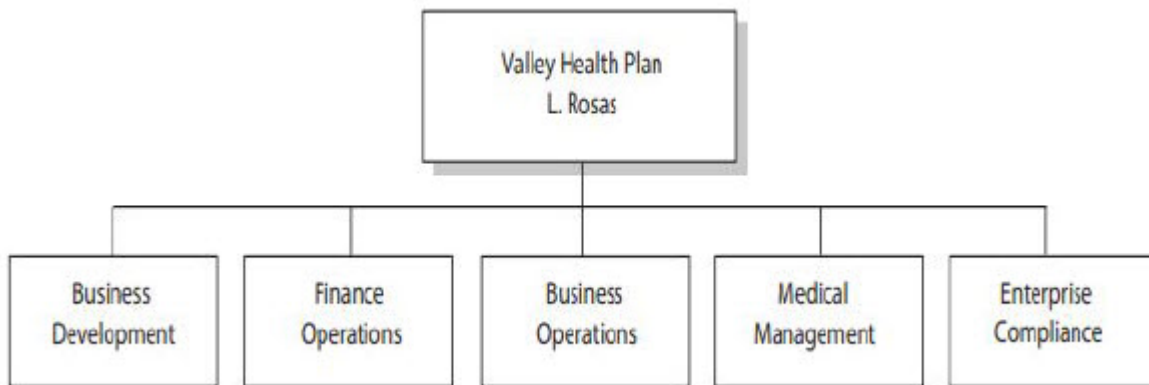 Valley Health Plan
L. Rosas
Business
Development
Finance
Operations
Business
Operations
Medical
Management
Enterprise
Compliance